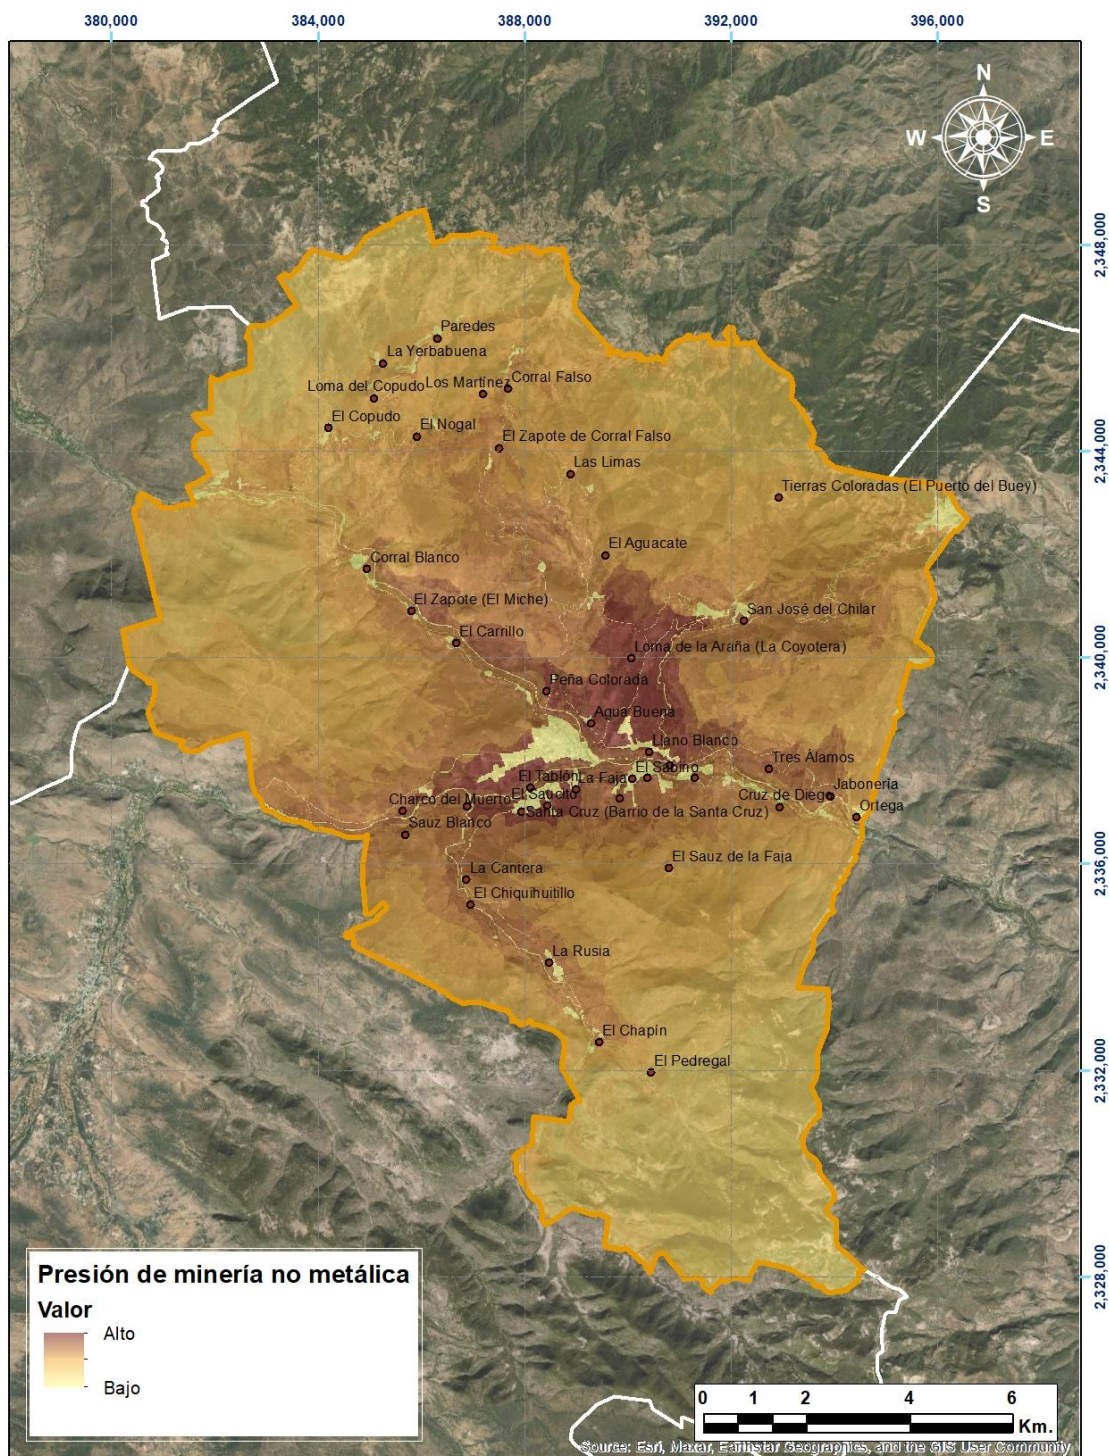 380,000
384,000
388,000
392,000
396,000
N
W
E
S
2,348,000
Paredes
La Yerbabuena
Loma del Copudo
Los Martínez
Corral Falso
El Copudo
El Nogal
El Zapote de Corral Falso
2,344,000
Las Limas
Tierras Coloradas (El Puerto del Buey)
El Aguacate
Corral Blanco
El Zapote (El Miche)
San José del Chilar
El Carrillo
Loma de la Araña (La Coyotera)
2,340,000
Peña Colorada
Agua Buena
Llano Blanco
Tres Álamos
El Sabino
El Tablón
La Faja
Jabonería
El Saucito
Charco del Muerto
Cruz de Diego
Ortega
Santa Cruz (Barrio de la Santa Cruz)
Sauz Blanco
2,336,000
El Sauz de la Faja
La Cantera
El Chiquihuitillo
La Rusia
El Chapín
El Pedregal
2,332,000
2,328,000
Presión de minería no metálica
Valor
Alto
Bajo
0 1 2 4 6
Km.
Source: Esri, Maxar, Earthstar Geographics, and the GIS User Community